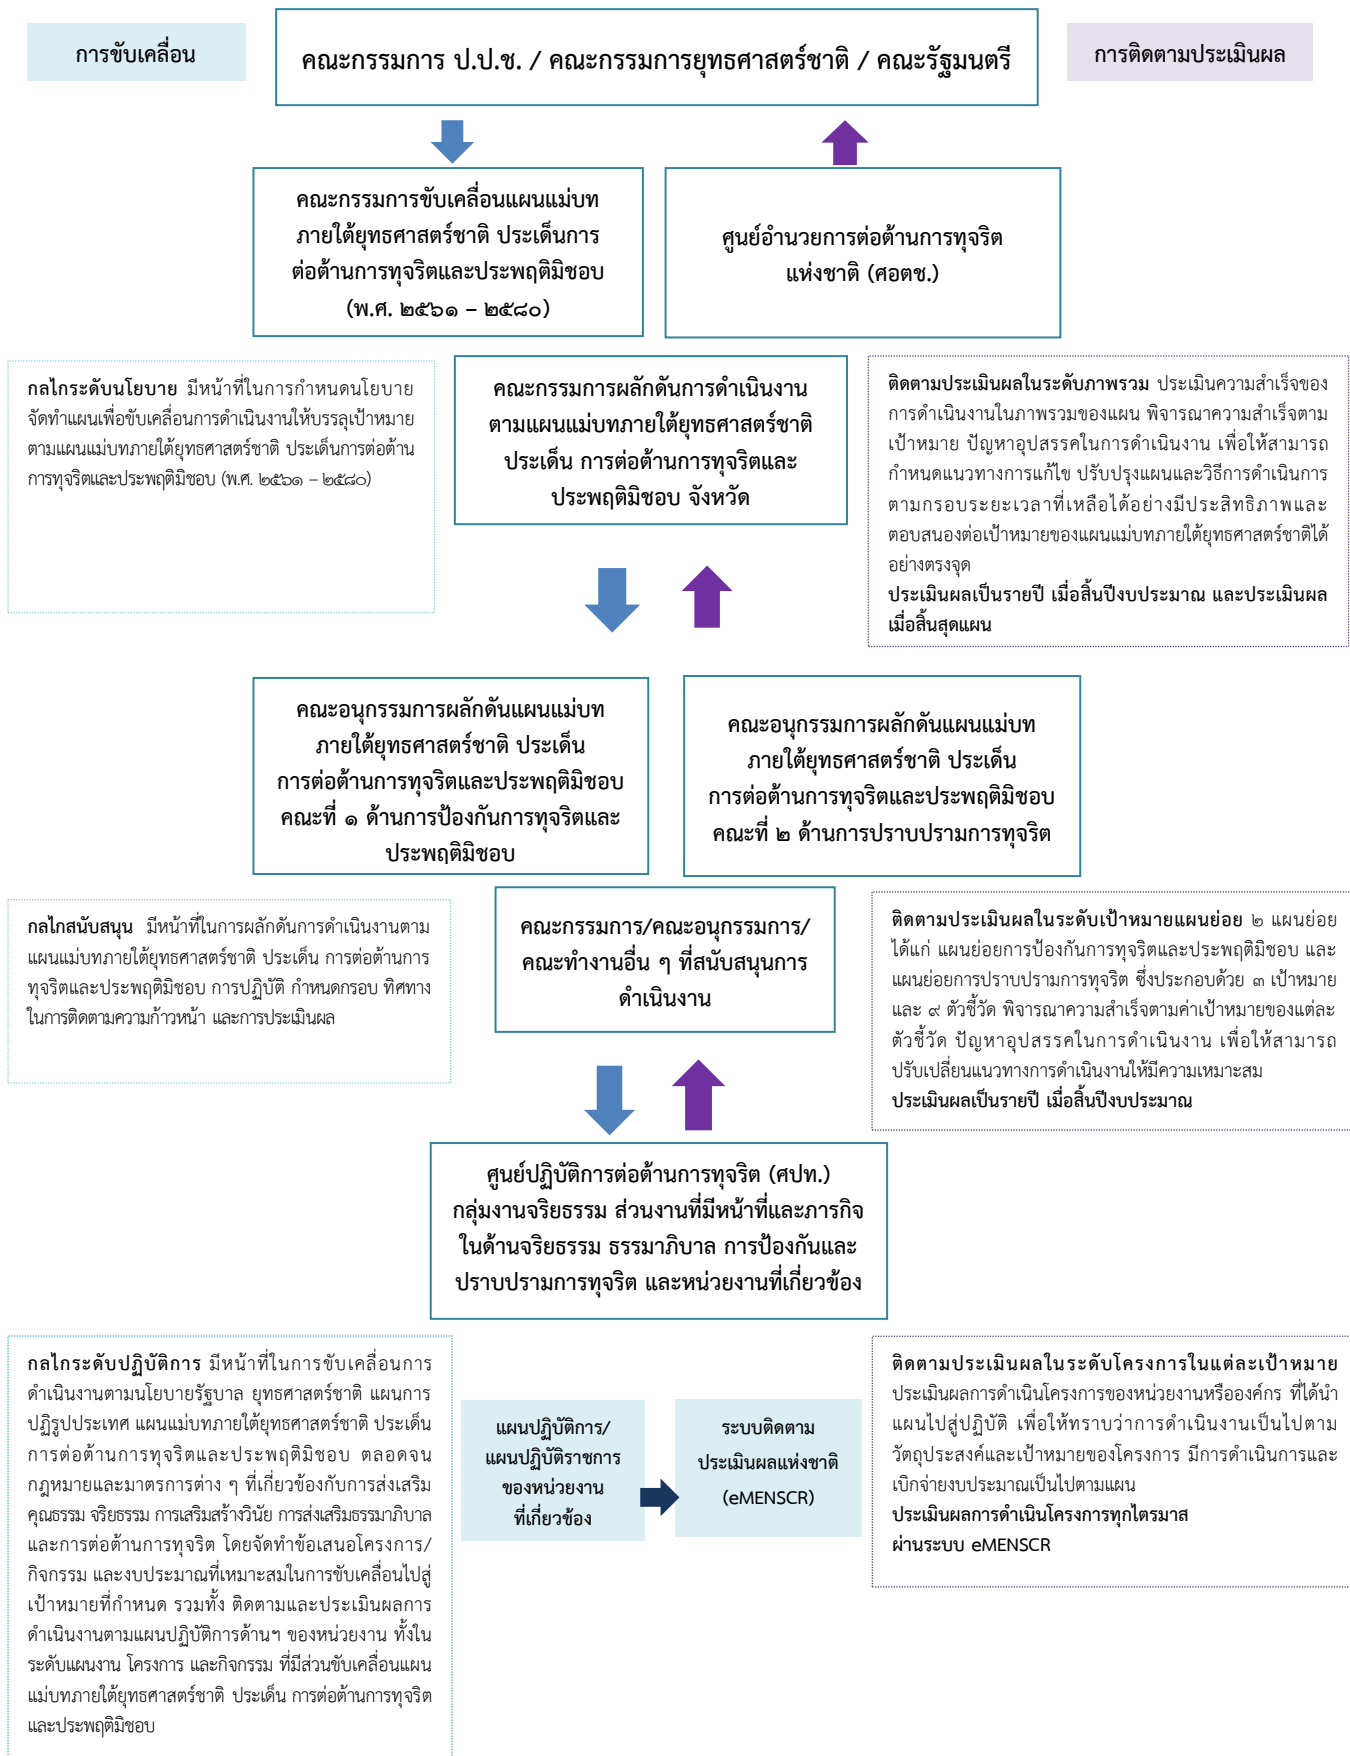 การขับเคลื่อน
คณะกรรมการ ป.ป.ช. / คณะกรรมการยุทธศาสตร์ชาติ / คณะรัฐมนตรี
การติดตามประเมินผล
คณะกรรมการขับเคลื่อนแผนแม่บท
ภายใต้ยุทธศาสตร์ชาติ ประเด็นการ
ต่อต้านการทุจริตและประพฤติมิชอบ
(พ.ศ. ๒๕๖๑ – ๒๕๘๐)
ศูนย์อำนวยการต่อต้านการทุจริต
แห่งชาติ (ศอตช.)
กลไกระดับนโยบาย มีหน้าที่ในการกำหนดนโยบาย
จัดทำแผนเพื่อขับเคลื่อนการดำเนินงานให้บรรลุเป้าหมาย
ตามแผนแม่บทภายใต้ยุทธศาสตร์ชาติ ประเด็นการต่อต้าน
การทุจริตและประพฤติมิชอบ (พ.ศ. ๒๕๖๑ – ๒๕๘๐)
คณะกรรมการผลักดันการดำเนินงาน
ตามแผนแม่บทภายใต้ยุทธศาสตร์ชาติ
ประเด็น การต่อต้านการทุจริตและ
ประพฤติมิชอบ จังหวัด
ติดตามประเมินผลในระดับภาพรวม ประเมินความสำเร็จของ
การดำเนินงานในภาพรวมของแผน พิจารณาความสำเร็จตาม
เป้าหมาย ปัญหาอุปสรรคในการดำเนินงาน เพื่อให้สามารถ
กำหนดแนวทางการแก้ไข ปรับปรุงแผนและวิธีการดำเนินการ
ตามกรอบระยะเวลาที่เหลือได้อย่างมีประสิทธิภาพและ
ตอบสนองต่อเป้าหมายของแผนแม่บทภายใต้ยุทธศาสตร์ชาติได้
อย่างตรงจุด
ประเมินผลเป็นรายปี เมื่อสิ้นปีงบประมาณ และประเมินผล
เมื่อสิ้นสุดแผน
คณะอนุกรรมการผลักดันแผนแม่บท
ภายใต้ยุทธศาสตร์ชาติ ประเด็น
การต่อต้านการทุจริตและประพฤติมิชอบ
คณะที่ ๑ ด้านการป้องกันการทุจริตและ
ประพฤติมิชอบ
คณะอนุกรรมการผลักดันแผนแม่บท
ภายใต้ยุทธศาสตร์ชาติ ประเด็น
การต่อต้านการทุจริตและประพฤติมิชอบ
คณะที่ ๒ ด้านการปราบปรามการทุจริต
กลไกสนับสนุน มีหน้าที่ในการผลักดันการดำเนินงานตาม
แผนแม่บทภายใต้ยุทธศาสตร์ชาติ ประเด็น การต่อต้านการ
ทุจริตและประพฤติมิชอบ การปฏิบัติ กำหนดกรอบ ทิศทาง
ในการติดตามความก้าวหน้า และการประเมินผล
คณะกรรมการ/คณะอนุกรรมการ/
คณะทำงานอื่น ๆ ที่สนับสนุนการ
ดำเนินงาน
ติดตามประเมินผลในระดับเป้าหมายแผนย่อย ๒ แผนย่อย
ได้แก่ แผนย่อยการป้องกันการทุจริตและประพฤติมิชอบ และ
แผนย่อยการปราบปรามการทุจริต ซึ่งประกอบด้วย ๓ เป้าหมาย
และ ๙ ตัวชี้วัด พิจารณาความสำเร็จตามค่าเป้าหมายของแต่ละ
ตัวชี้วัด ปัญหาอุปสรรคในการดำเนินงาน เพื่อให้สามารถ
ปรับเปลี่ยนแนวทางการดำเนินงานให้มีความเหมาะสม
ประเมินผลเป็นรายปี เมื่อสิ้นปีงบประมาณ
ศูนย์ปฏิบัติการต่อต้านการทุจริต (ศปท.)
กลุ่มงานจริยธรรม ส่วนงานที่มีหน้าที่และภารกิจ
ในด้านจริยธรรม ธรรมาภิบาล การป้องกันและ
ปราบปรามการทุจริต และหน่วยงานที่เกี่ยวข้อง
กลไกระดับปฏิบัติการ มีหน้าที่ในการขับเคลื่อนการ
ดำเนินงานตามนโยบายรัฐบาล ยุทธศาสตร์ชาติ แผนการ
ปฏิรูปประเทศ แผนแม่บทภายใต้ยุทธศาสตร์ชาติ ประเด็น
การต่อต้านการทุจริตและประพฤติมิชอบ ตลอดจน
กฎหมายและมาตรการต่าง ๆ ที่เกี่ยวข้องกับการส่งเสริม
คุณธรรม จริยธรรม การเสริมสร้างวินัย การส่งเสริมธรรมาภิบาล
และการต่อต้านการทุจริต โดยจัดทำข้อเสนอโครงการ/
กิจกรรม และงบประมาณที่เหมาะสมในการขับเคลื่อนไปสู่
เป้าหมายที่กำหนด รวมทั้ง ติดตามและประเมินผลการ
ดำเนินงานตามแผนปฏิบัติการด้านฯ ของหน่วยงาน ทั้งใน
ระดับแผนงาน โครงการ และกิจกรรม ที่มีส่วนขับเคลื่อนแผน
แม่บทภายใต้ยุทธศาสตร์ชาติ ประเด็น การต่อต้านการทุจริต
และประพฤติมิชอบ
แผนปฏิบัติการ/
แผนปฏิบัติราชการ
ของหน่วยงาน
ที่เกี่ยวข้อง
ระบบติดตาม
ประเมินผลแห่งชาติ
(eMENSCR)
ติดตามประเมินผลในระดับโครงการในแต่ละเป้าหมาย
ประเมินผลการดำเนินโครงการของหน่วยงานหรือองค์กร ที่ได้นำ
แผนไปสู่ปฏิบัติ เพื่อให้ทราบว่าการดำเนินงานเป็นไปตาม
วัตถุประสงค์และเป้าหมายของโครงการ มีการดำเนินการและ
เบิกจ่ายงบประมาณเป็นไปตามแผน
ประเมินผลการดำเนินโครงการทุกไตรมาส
ผ่านระบบ eMENSCR